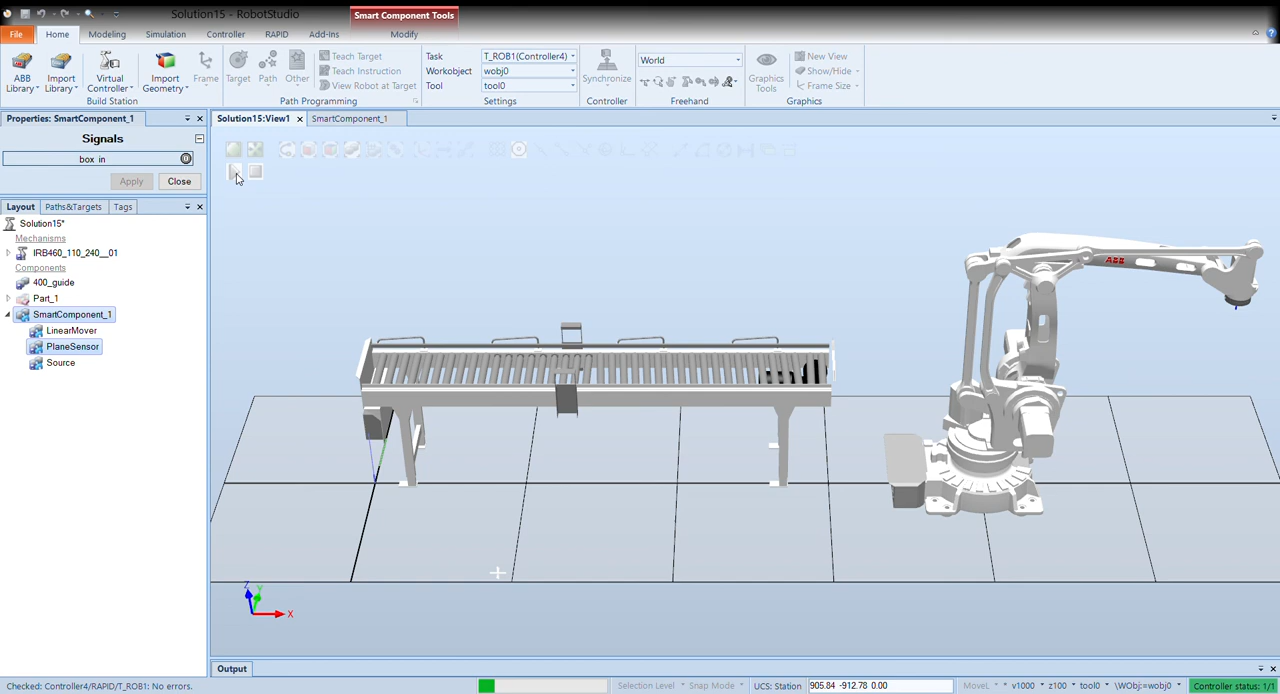 Solution15 - RobotStudio
Smart Component Tools
File Home Modeling Simulation Controller RAPID Add-Ins Modify
ABB Library
Import Library
Virtual Controller
Import Geometry
Frame
Build Station
Target
Path
Other
Teach Target
Teach Instruction
View Robot at Target
Path Programming
Task T_ROB1(Controller4)
Workobject wobj0
Tool tool0
Settings
Synchronize
Controller
World
Freehand
Graphics Tools
New View
Show/Hide
Frame Size
Graphics
Properties: SmartComponent_1
Signals
box in
Apply Close
Layout Paths&Targets Tags
Solution15*
Mechanisms
IRB460_110_240__01
Components
400_guide
Part_1
SmartComponent_1
LinearMover
PlaneSensor
Source
Solution15:View1 SmartComponent_1
ABB
Z
Y
X
Output
Checked: Controller4/RAPID/T_ROB1: No errors.
Selection Level Snap Mode UCS: Station 905.84 -912.78 0.00 MoveL * v1000 z100 tool0 \WObj:=wobj0 Controller status: 1/1